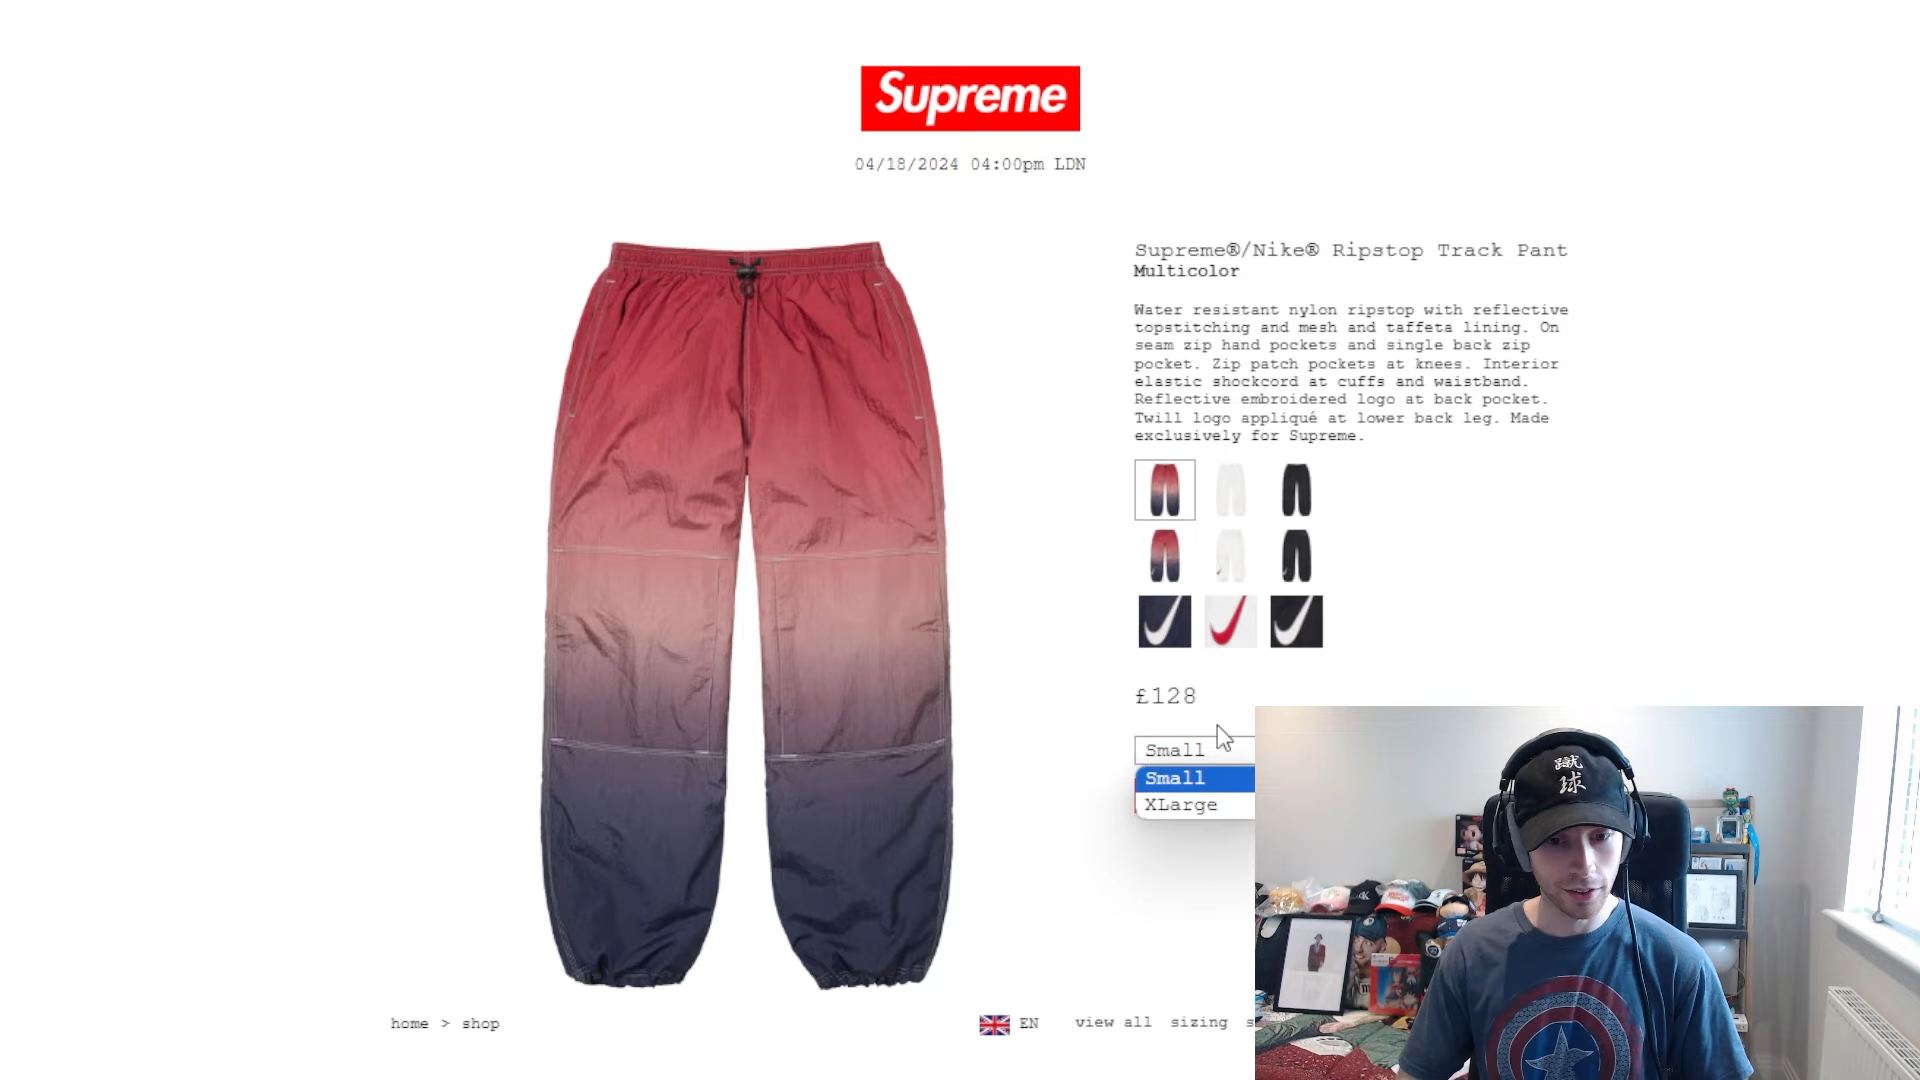 Supreme
04/18/2024 04:00pm LDN
Supreme®/Nike® Ripstop Track Pant
Multicolor
Water resistant nylon ripstop with reflective
topstitching and mesh and taffeta lining. On
seam zip hand pockets and single back zip
pocket. Zip patch pockets at knees. Interior
elastic shockcord at cuffs and waistband.
Reflective embroidered logo at back pocket.
Twill logo appliqué at lower back leg. Made
exclusively for Supreme.
£128
Small
Small
XLarge
蹴
球
home > shop
EN view all sizing s